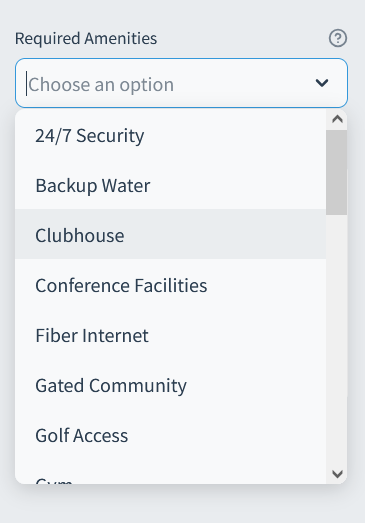 Required Amenities
Choose an option
24/7 Security
Backup Water
Clubhouse
Conference Facilities
Fiber Internet
Gated Community
Golf Access
Gym